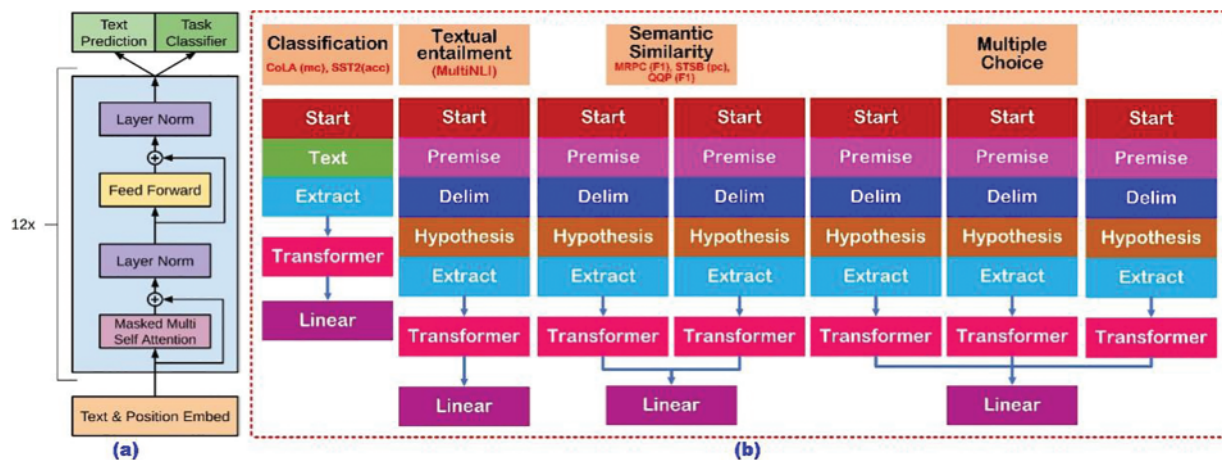 Text
Prediction
Task
Classifier
12x
Layer Norm
Feed Forward
Layer Norm
Masked Multi
Self Attention
Text & Position Embed
(a)
Classification
CoLA (mc), SST2(acc)
Textual
entailment
(MultiNLI)
Semantic
Similarity
MRPC (F1), STSB (pc),
QQP (F1)
Multiple
Choice
Start
Text
Extract
Transformer
Linear
Start
Premise
Delim
Hypothesis
Extract
Transformer
Linear
Start
Premise
Delim
Hypothesis
Extract
Transformer
Start
Premise
Delim
Hypothesis
Extract
Transformer
Linear
Start
Premise
Delim
Hypothesis
Extract
Transformer
Start
Premise
Delim
Hypothesis
Extract
Transformer
Start
Premise
Delim
Hypothesis
Extract
Transformer
Linear
(b)